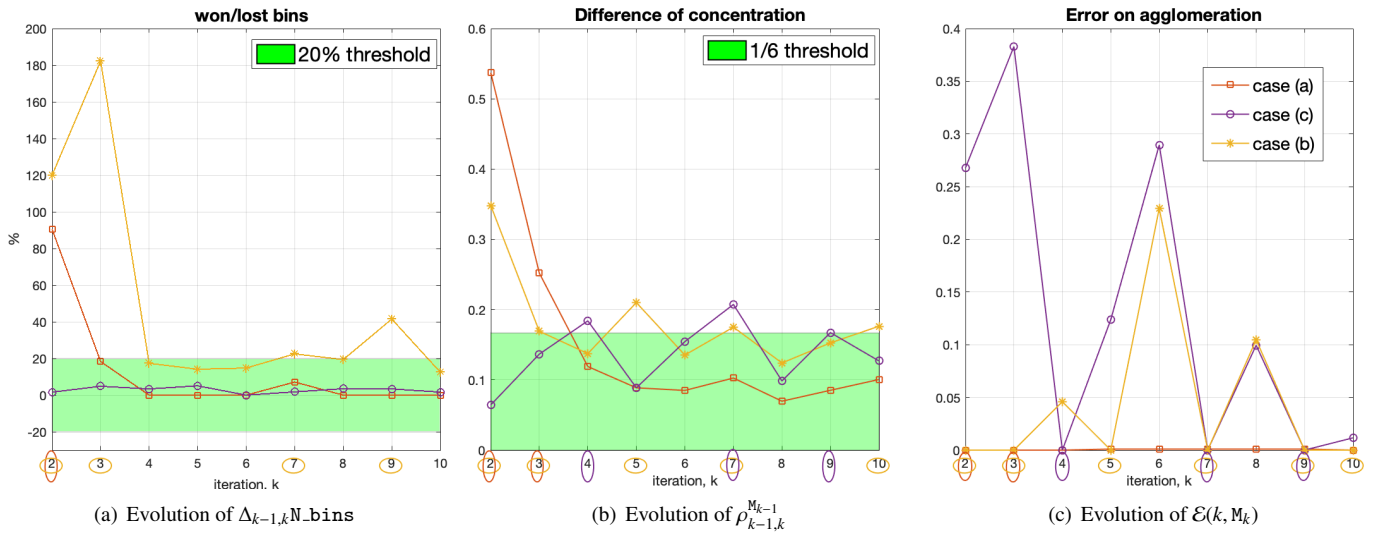 won/lost bins
20% threshold
200
180
160
140
120
100
80
60
40
20
0
-20
%
2 3 4 5 6 7 8 9 10
iteration. k
(a) Evolution of Δₖ₋₁,ₖN_bins
Difference of concentration
1/6 threshold
0.6
0.5
0.4
0.3
0.2
0.1
0
2 3 4 5 6 7 8 9 10
iteration, k
(b) Evolution of ρ^{M_{k−1}}_{k−1,k}
Error on agglomeration
case (a)
case (c)
case (b)
0.4
0.35
0.3
0.25
0.2
0.15
0.1
0.05
0
2 3 4 5 6 7 8 9 10
iteration, k
(c) Evolution of ℰ(k, Mₖ)